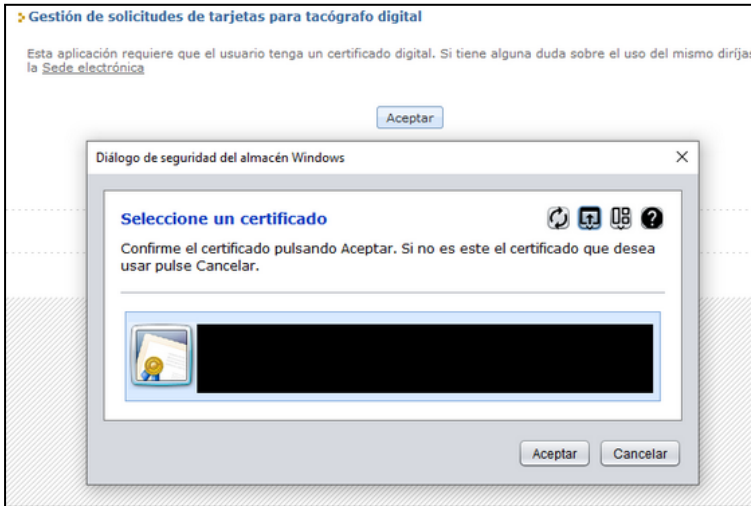 Gestión de solicitudes de tarjetas para tacógrafo digital
Esta aplicación requiere que el usuario tenga un certificado digital. Si tiene alguna duda sobre el uso del mismo diríjas
la Sede electrónica
Aceptar
Diálogo de seguridad del almacén Windows
Seleccione un certificado
Confirme el certificado pulsando Aceptar. Si no es este el certificado que desea
usar pulse Cancelar.
Aceptar Cancelar